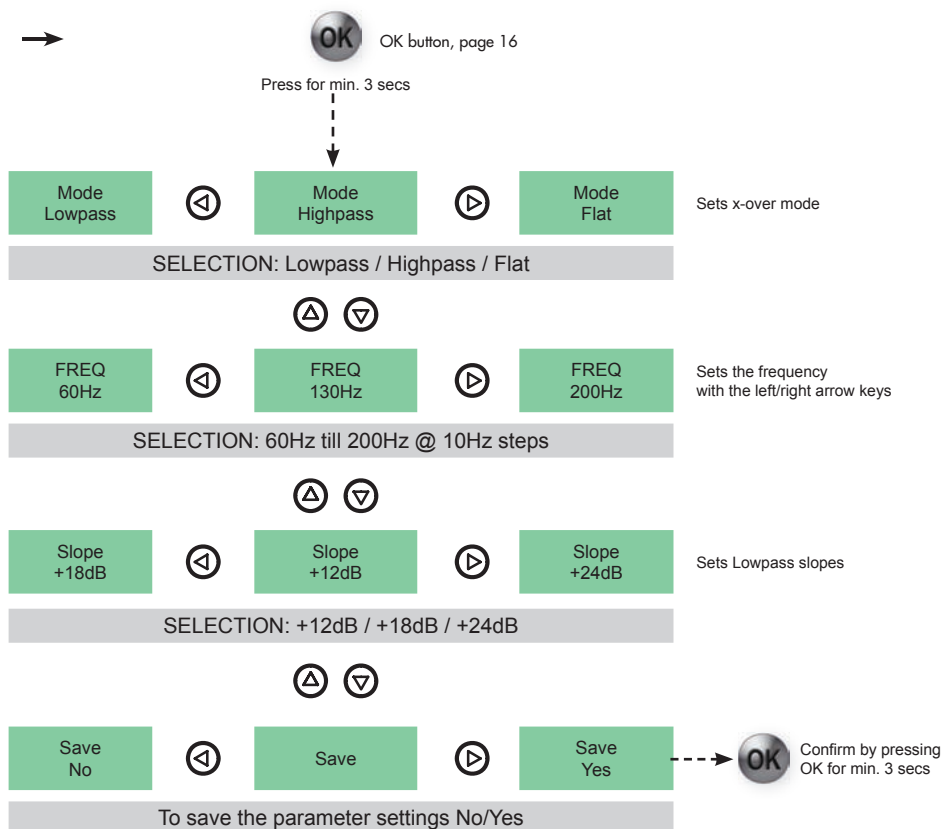 OK
OK button, page 16
Press for min. 3 secs
Mode
Lowpass
Mode
Highpass
Mode
Flat
Sets x-over mode
SELECTION: Lowpass / Highpass / Flat
FREQ
60Hz
FREQ
130Hz
FREQ
200Hz
Sets the frequency
with the left/right arrow keys
SELECTION: 60Hz till 200Hz @ 10Hz steps
Slope
+18dB
Slope
+12dB
Slope
+24dB
Sets Lowpass slopes
SELECTION: +12dB / +18dB / +24dB
Save
No
Save
Save
Yes
OK
Confirm by pressing
OK for min. 3 secs
To save the parameter settings No/Yes